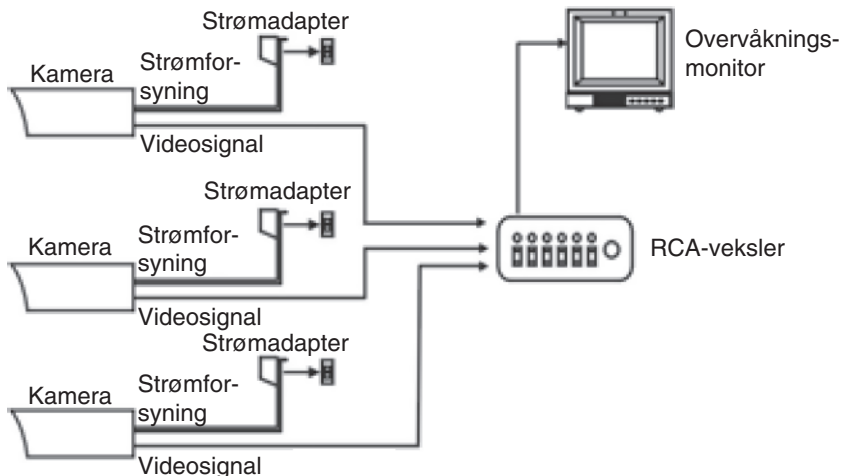 Strømadapter
Strømfor-
syning
Kamera
Videosignal
Overvåknings-
monitor
Strømadapter
Strømfor-
syning
Kamera
Videosignal
RCA-veksler
Strømadapter
Strømfor-
syning
Kamera
Videosignal